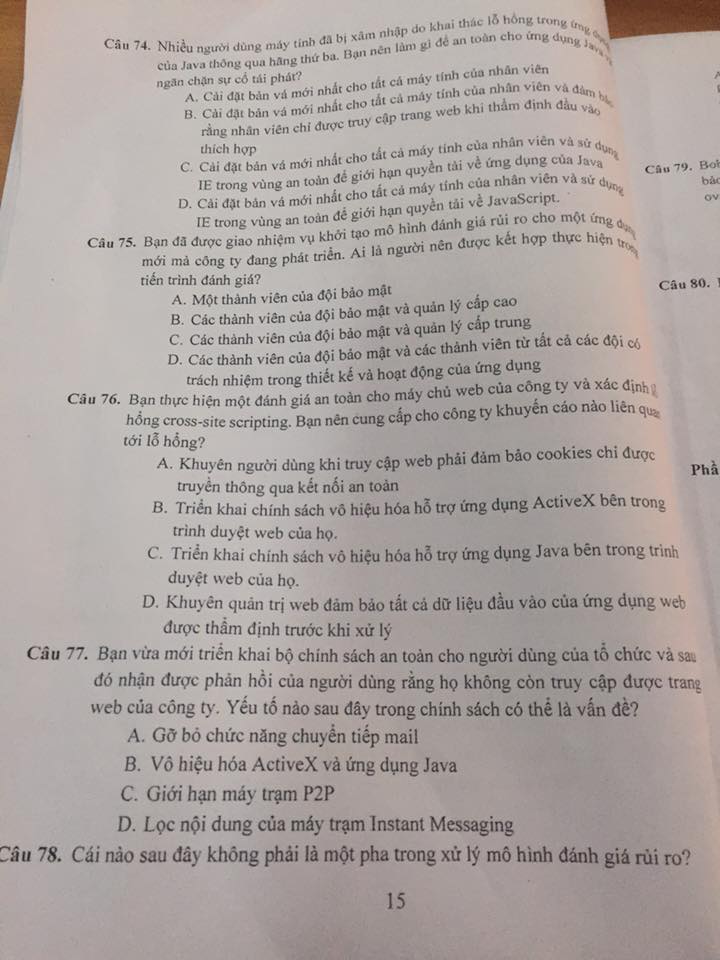 Câu 74. Nhiều người dùng máy tính đã bị xâm nhập do khai thác lỗ hổng trong ứng dụng
của Java thông qua hãng thứ ba. Bạn nên làm gì để an toàn cho ứng dụng Java
ngăn chặn sự cố tái phát?
A. Cài đặt bản vá mới nhất cho tất cả máy tính của nhân viên
B. Cài đặt bản vá mới nhất cho tất cả máy tính của nhân viên và đảm bảo
rằng nhân viên chỉ được truy cập trang web khi thẩm định đầu vào
thích hợp
C. Cài đặt bản vá mới nhất cho tất cả máy tính của nhân viên và sử dụng
IE trong vùng an toàn để giới hạn quyền tải về ứng dụng của Java
D. Cài đặt bản vá mới nhất cho tất cả máy tính của nhân viên và sử dụng
IE trong vùng an toàn để giới hạn quyền tải về JavaScript.
Câu 75. Bạn đã được giao nhiệm vụ khởi tạo mô hình đánh giá rủi ro cho một ứng dụng
mới mà công ty đang phát triển. Ai là người nên được kết hợp thực hiện trong
tiến trình đánh giá?
A. Một thành viên của đội bảo mật
B. Các thành viên của đội bảo mật và quản lý cấp cao
C. Các thành viên của đội bảo mật và quản lý cấp trung
D. Các thành viên của đội bảo mật và các thành viên từ tất cả các đội có
trách nhiệm trong thiết kế và hoạt động của ứng dụng
Câu 76. Bạn thực hiện một đánh giá an toàn cho máy chủ web của công ty và xác định
hổng cross-site scripting. Bạn nên cung cấp cho công ty khuyến cáo nào liên quan
tới lỗ hổng?
A. Khuyên người dùng khi truy cập web phải đảm bảo cookies chỉ được
truyền thông qua kết nối an toàn
B. Triển khai chính sách vô hiệu hóa hỗ trợ ứng dụng ActiveX bên trong
trình duyệt web của họ.
C. Triển khai chính sách vô hiệu hóa hỗ trợ ứng dụng Java bên trong trình
duyệt web của họ.
D. Khuyên quản trị web đảm bảo tất cả dữ liệu đầu vào của ứng dụng web
được thẩm định trước khi xử lý
Câu 77. Bạn vừa mới triển khai bộ chính sách an toàn cho người dùng của tổ chức và sau
đó nhận được phản hồi của người dùng rằng họ không còn truy cập được trang
web của công ty. Yếu tố nào sau đây trong chính sách có thể là vấn đề?
A. Gỡ bỏ chức năng chuyển tiếp mail
B. Vô hiệu hóa ActiveX và ứng dụng Java
C. Giới hạn máy trạm P2P
D. Lọc nội dung của máy trạm Instant Messaging
Câu 78. Cái nào sau đây không phải là một pha trong xử lý mô hình đánh giá rủi ro?
15
Câu 79. Bob
Câu 80.
Phần